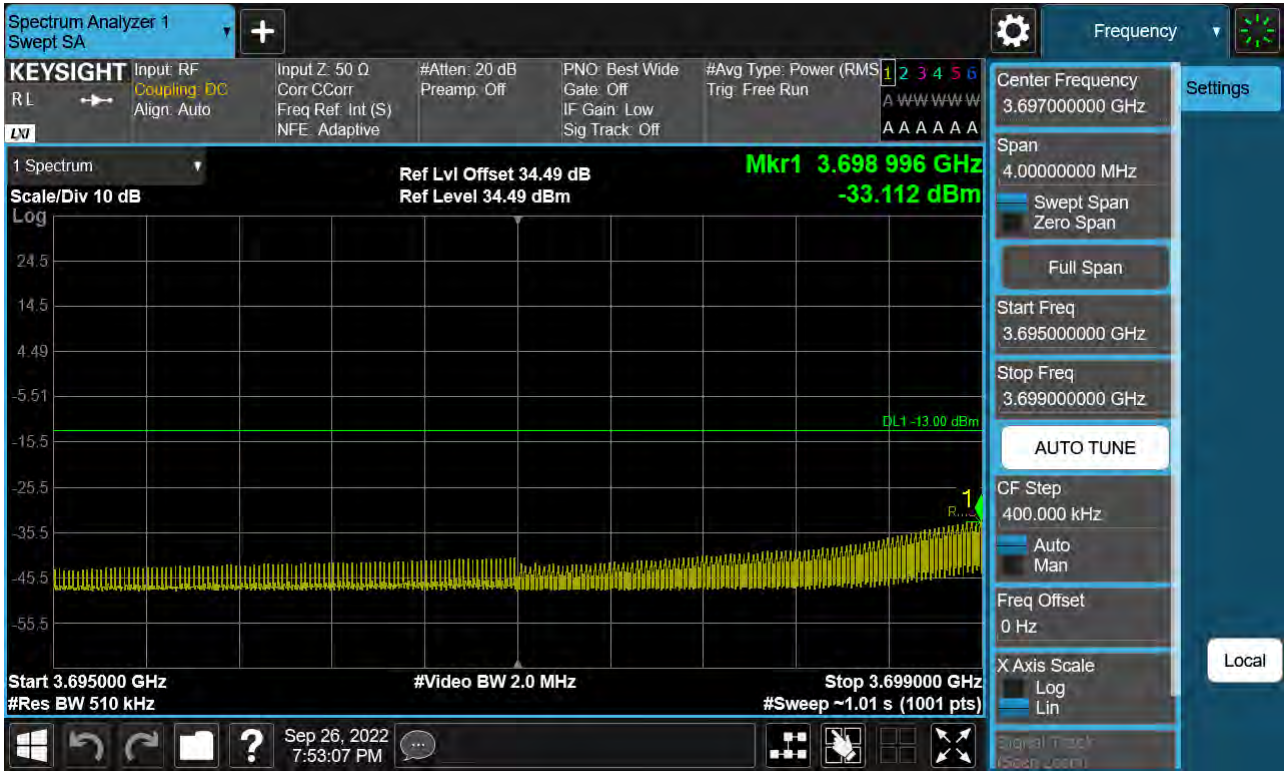 Spectrum Analyzer 1
Swept SA
Frequency
KEYSIGHT
RL
LXI
Input: RF
Coupling: DC
Align: Auto
Input Z: 50 Ω
Corr CCorr
Freq Ref: Int (S)
NFE: Adaptive
#Atten: 20 dB
Preamp: Off
PNO: Best Wide
Gate: Off
IF Gain: Low
Sig Track: Off
#Avg Type: Power (RMS
Trig: Free Run
1 2 3 4 5 6
A W W W W W
A A A A A A
1 Spectrum
Scale/Div 10 dB
Log
Ref Lvl Offset 34.49 dB
Ref Level 34.49 dBm
Mkr1 3.698 996 GHz
-33.112 dBm
24.5
14.5
4.49
-5.51
DL1 -13.00 dBm
-15.5
-25.5
1
-35.5
-45.5
-55.5
Start 3.695000 GHz
#Video BW 2.0 MHz
Stop 3.699000 GHz
#Res BW 510 kHz
#Sweep ~1.01 s (1001 pts)
Center Frequency
3.697000000 GHz
Span
4.00000000 MHz
Swept Span
Zero Span
Full Span
Start Freq
3.695000000 GHz
Stop Freq
3.699000000 GHz
AUTO TUNE
CF Step
400.000 kHz
Auto
Man
Freq Offset
0 Hz
X Axis Scale
Log
Lin
Signal Track
(Span Zoom)
Settings
Local
?
Sep 26, 2022
7:53:07 PM